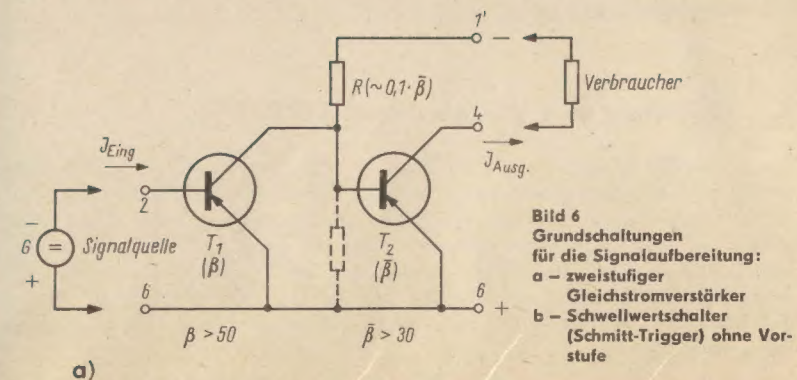 1'
−
R(~0,1·β̄)
Verbraucher
4
J_Eing
J_Ausg.
2
−
G = Signalquelle
+
T₁
(β)
T₂
(β̄)
6
6
+
β > 50
β̄ > 30
a)
Bild 6
Grundschaltungen
für die Signalaufbereitung:
a – zweistufiger
Gleichstromverstärker
b – Schwellwertschalter
(Schmitt-Trigger) ohne Vor-
stufe